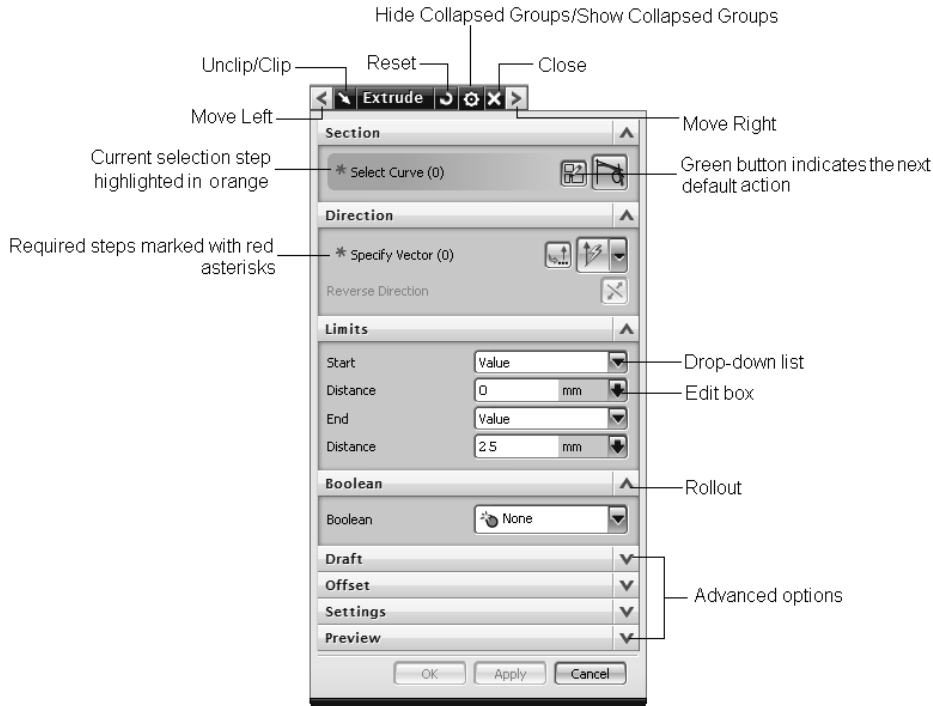 Hide Collapsed Groups/Show Collapsed Groups
Unclip/Clip
Reset
Close
Extrude
Move Left
Move Right
Section
Current selection step
highlighted in orange
* Select Curve (0)
Green button indicates the next
default action
Direction
Required steps marked with red
asterisks
* Specify Vector (0)
Reverse Direction
Limits
Start Value
Drop-down list
Distance 0 mm
Edit box
End Value
Distance 25 mm
Boolean
Rollout
Boolean None
Draft
Offset
Settings
Preview
Advanced options
OK Apply Cancel